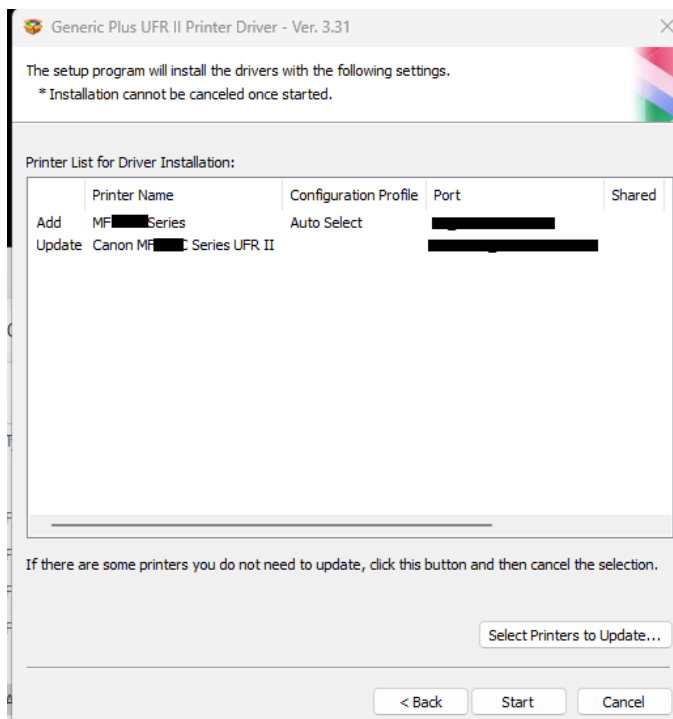 Generic Plus UFR II Printer Driver - Ver. 3.31
The setup program will install the drivers with the following settings.
* Installation cannot be canceled once started.
Printer List for Driver Installation:
Printer Name Configuration Profile Port Shared
Add MF Series Auto Select
Update Canon MF C Series UFR II
If there are some printers you do not need to update, click this button and then cancel the selection.
Select Printers to Update...
< Back Start Cancel